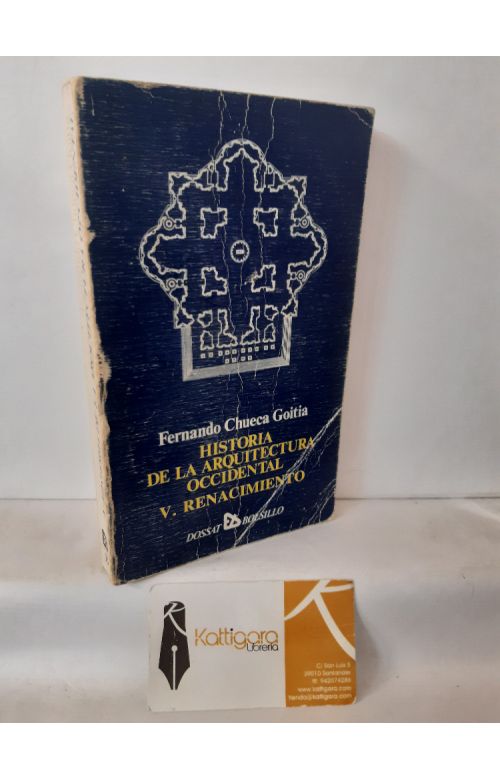 Fernando Chueca Goitia
HISTORIA
DE LA ARQUITECTURA
OCCIDENTAL
V. RENACIMIENTO
DOSSAT BOLSILLO
Kattigara
Librería
C/ San Luis 5
39010 Santander
www.kattigara.com
tienda@kattigara.com